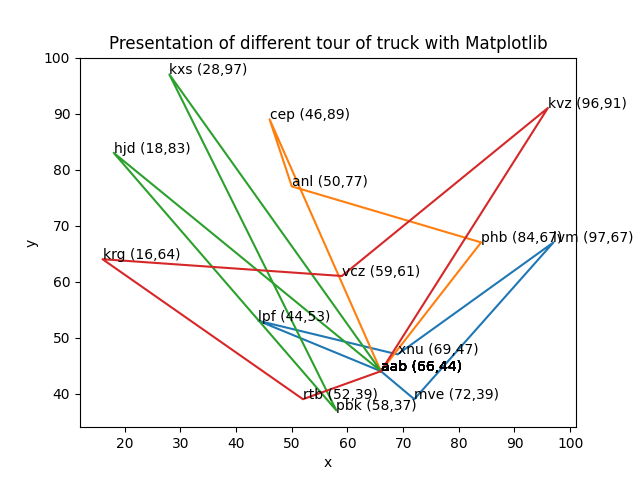 Presentation of different tour of truck with Matplotlib
100
kxs (28,97)
kvz (96,91)
90
cep (46,89)
hjd (18,83)
80
anl (50,77)
70
phb (84,67)
(97,67)
krg (16,64)
vcz (59,61)
60
y
lpf (44,53)
50
xnu (69,47)
aab (66,44)
40
rtb (52,39)
mve (72,39)
pbk (58,37)
20 30 40 50 60 70 80 90 100
x